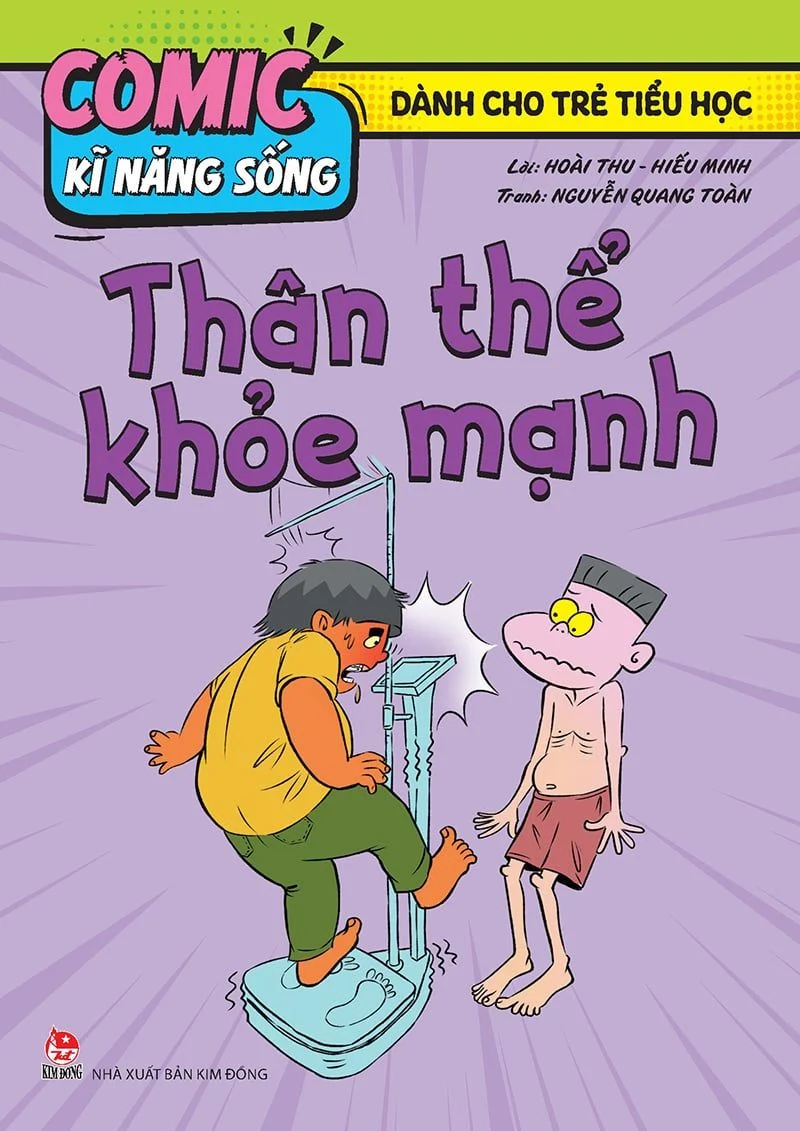 COMIC
KĨ NĂNG SỐNG
DÀNH CHO TRẺ TIỂU HỌC
Lời: HOÀI THU - HIẾU MINH
Tranh: NGUYỄN QUANG TOÀN
Thân thể
khỏe mạnh
KIM ĐỒNG
NHÀ XUẤT BẢN KIM ĐỒNG